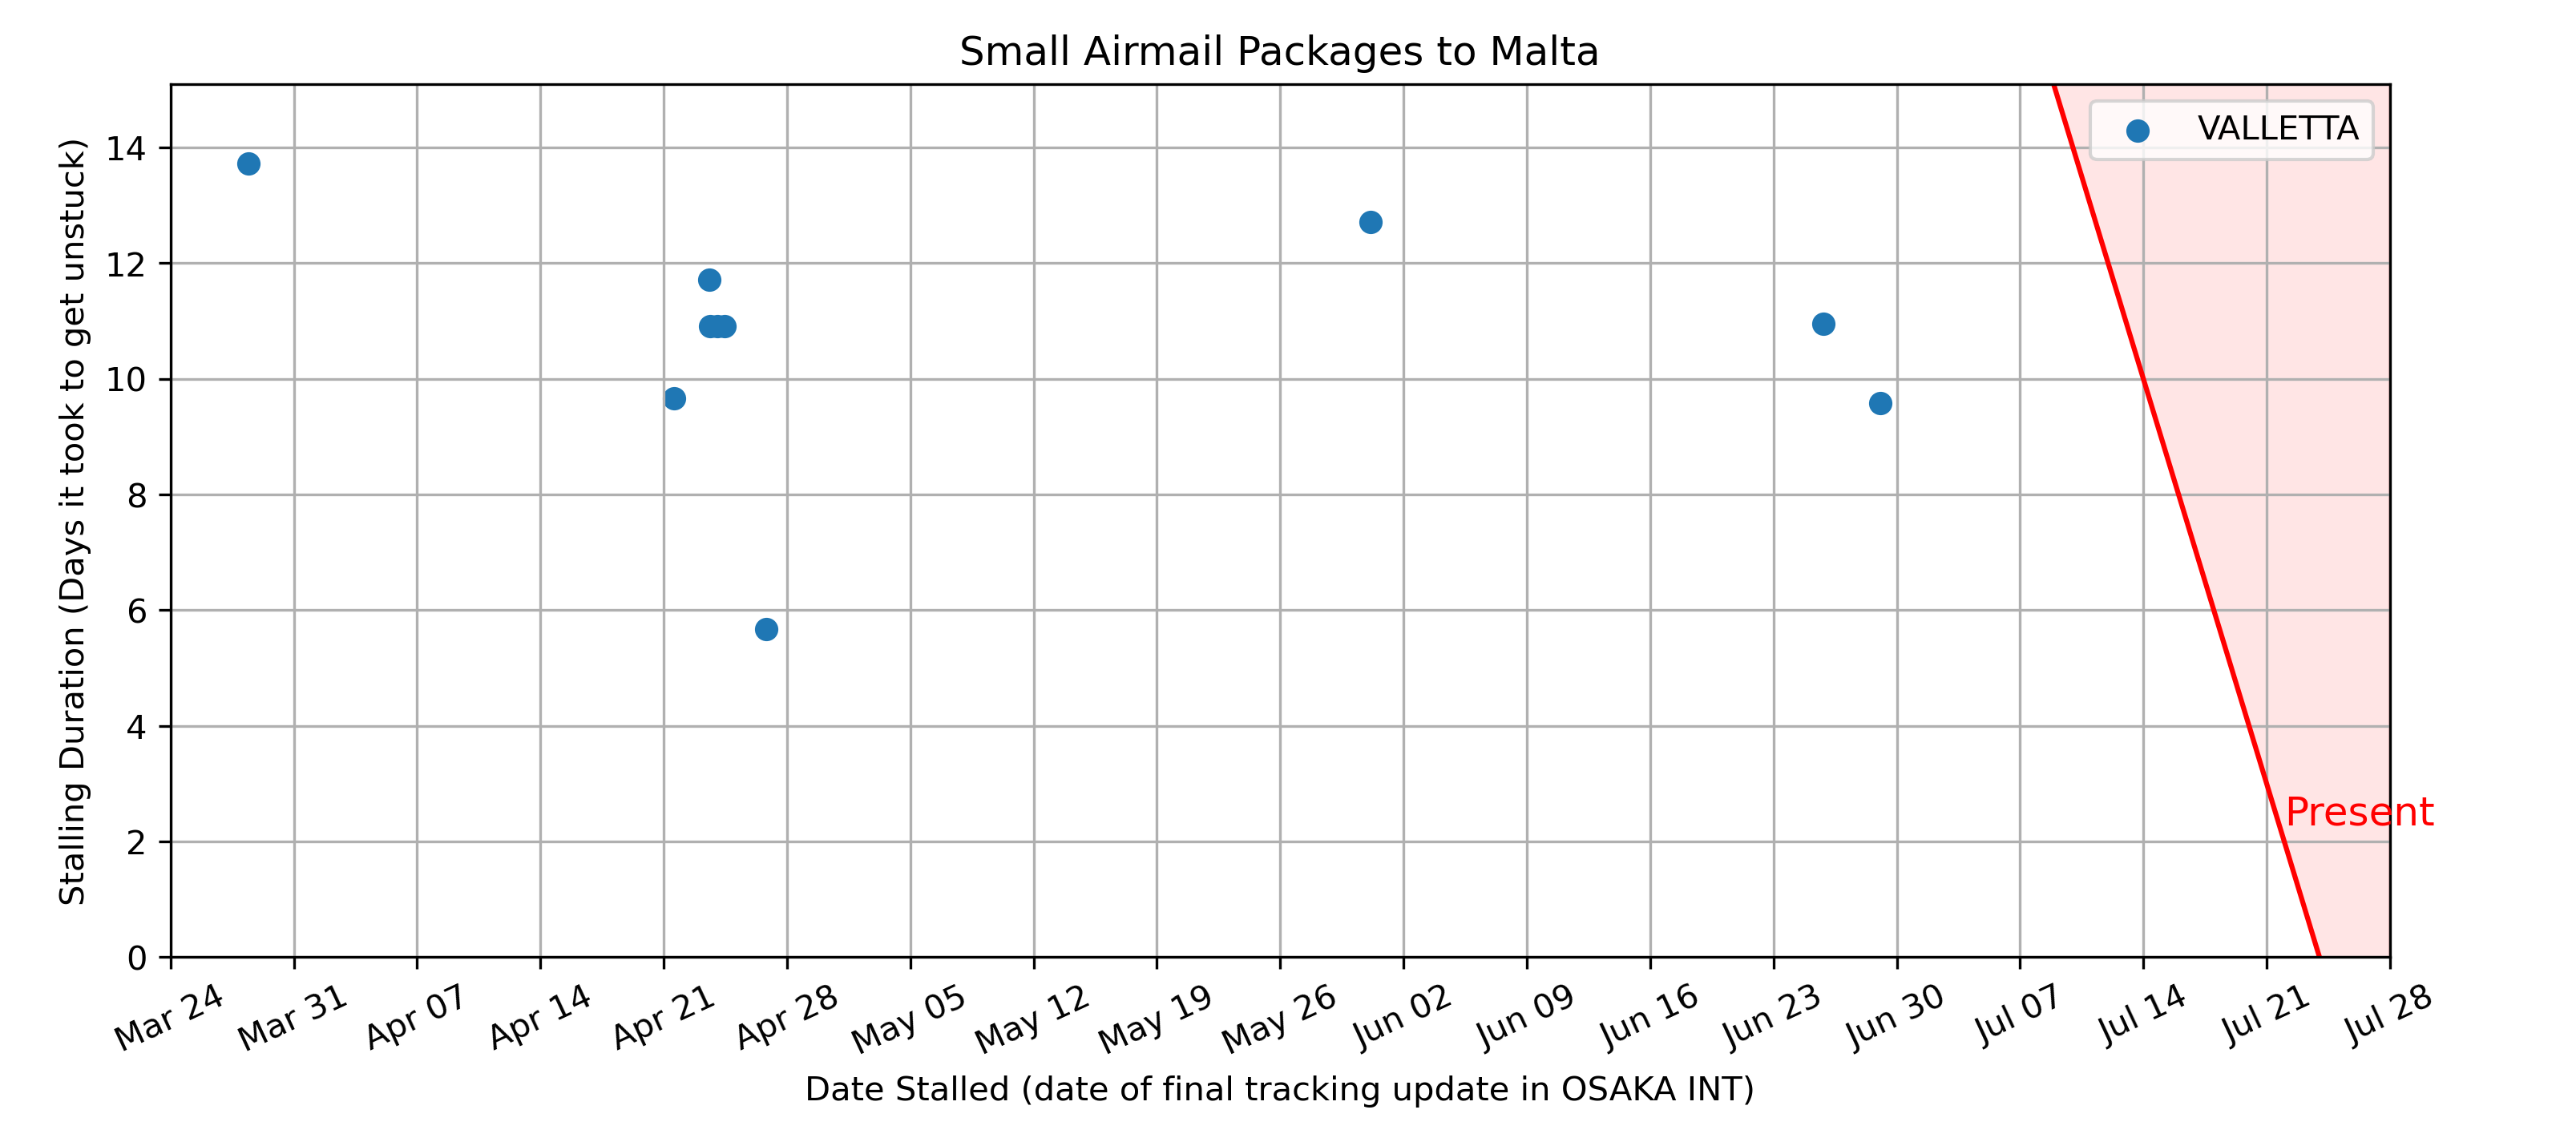 Small Airmail Packages to Malta
VALLETTA
Stalling Duration (Days it took to get unstuck)
14
12
10
8
6
4
2
0
Present
Mar 24
Mar 31
Apr 07
Apr 14
Apr 21
Apr 28
May 05
May 12
May 19
May 26
Jun 02
Jun 09
Jun 16
Jun 23
Jun 30
Jul 07
Jul 14
Jul 21
Jul 28
Date Stalled (date of final tracking update in OSAKA INT)